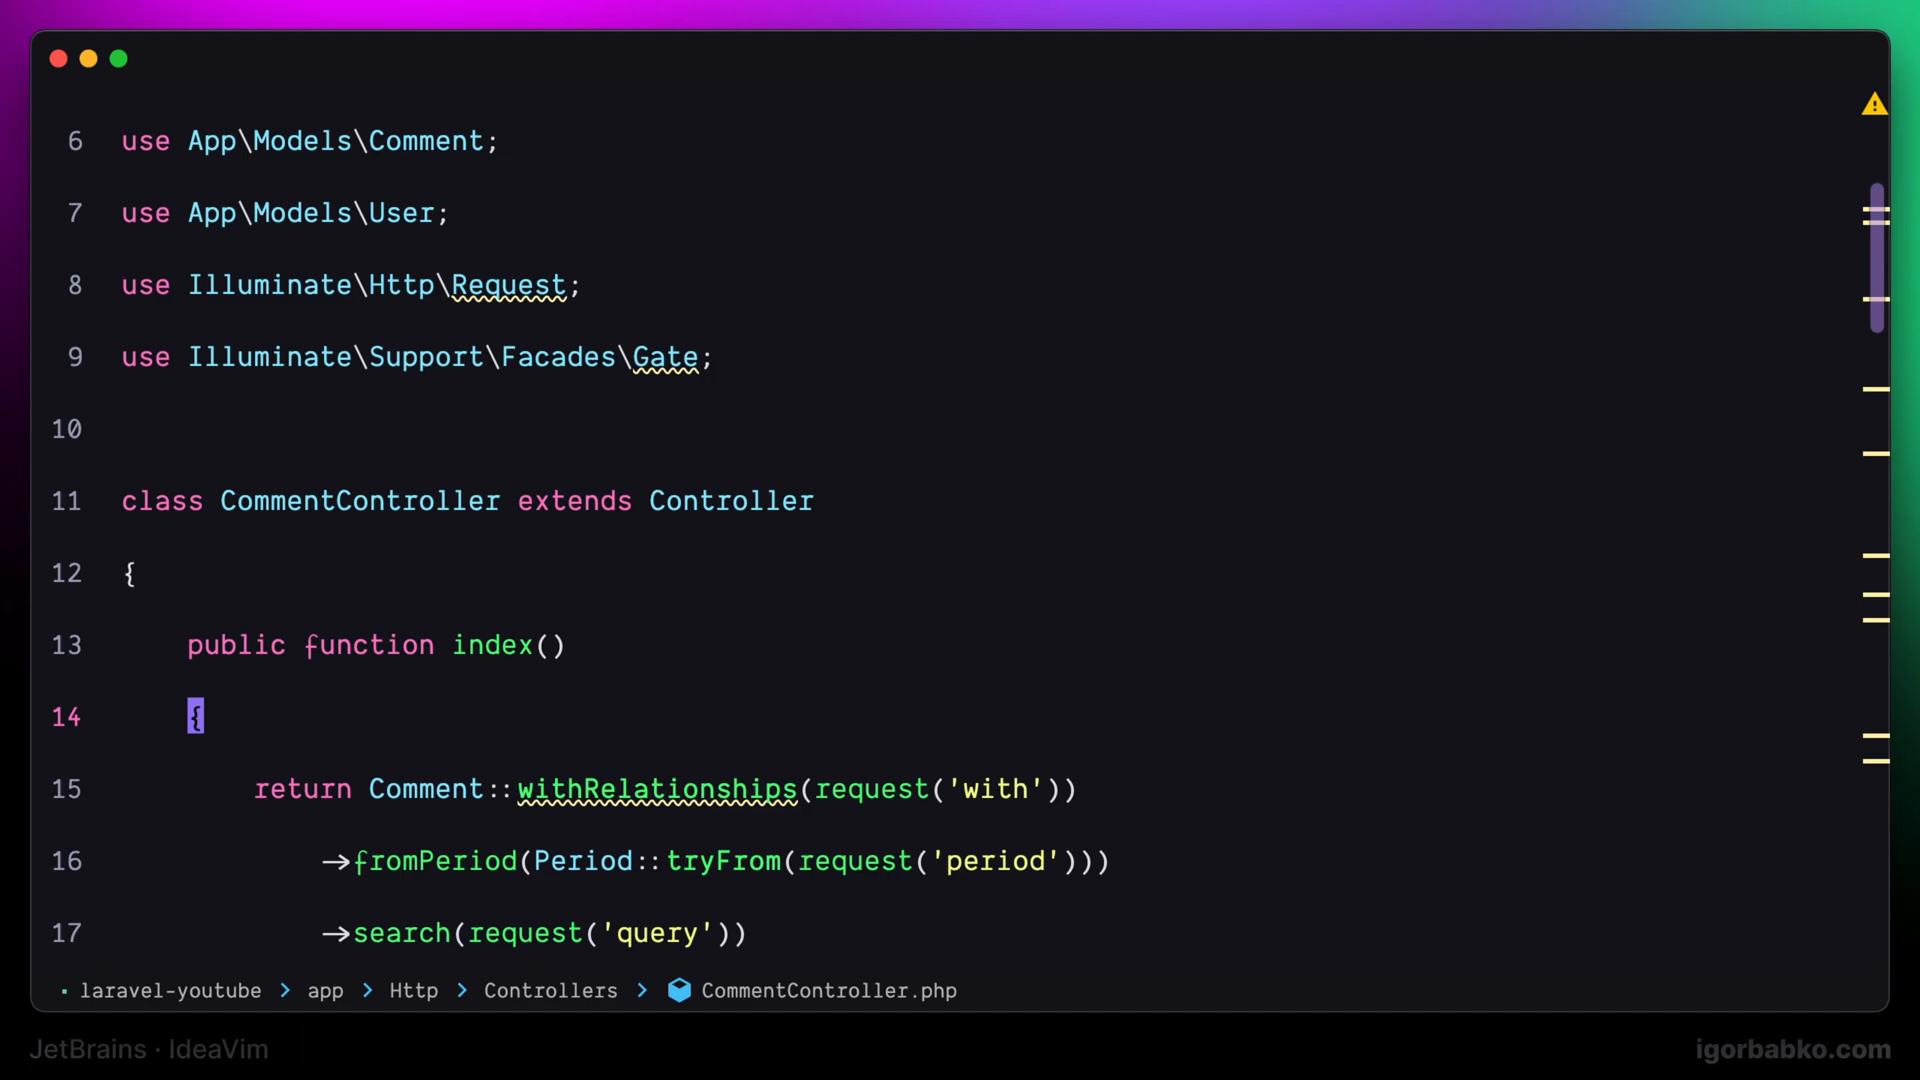 6 use App\Models\Comment;
7 use App\Models\User;
8 use Illuminate\Http\Request;
9 use Illuminate\Support\Facades\Gate;
10
11 class CommentController extends Controller
12 {
13     public function index()
14     {
15         return Comment::withRelationships(request('with'))
16             ->fromPeriod(Period::tryFrom(request('period')))
17             ->search(request('query'))
laravel-youtube > app > Http > Controllers > CommentController.php
JetBrains · IdeaVim
igorbabko.com